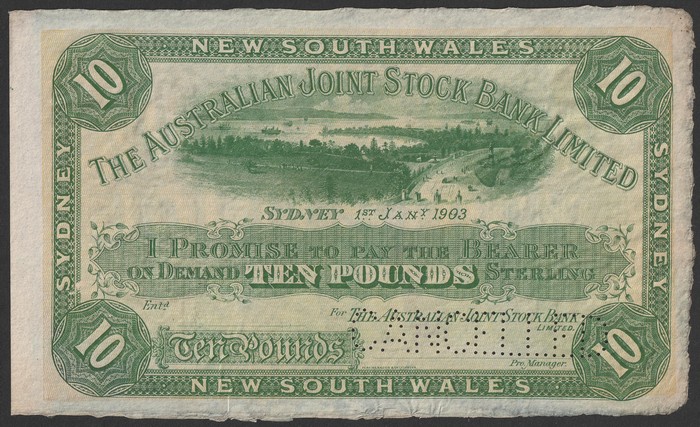 NEW SOUTH WALES
10
10
THE AUSTRALIAN JOINT STOCK BANK LIMITED
SYDNEY
SYDNEY
SYDNEY 1ST JANY 1903
I PROMISE TO PAY THE BEARER
ON DEMAND TEN POUNDS STERLING
Entd
For THE AUSTRALIAN JOINT STOCK BANK
LIMITED.
CANCELLED
10
Ten Pounds
10
Pro Manager.
NEW SOUTH WALES